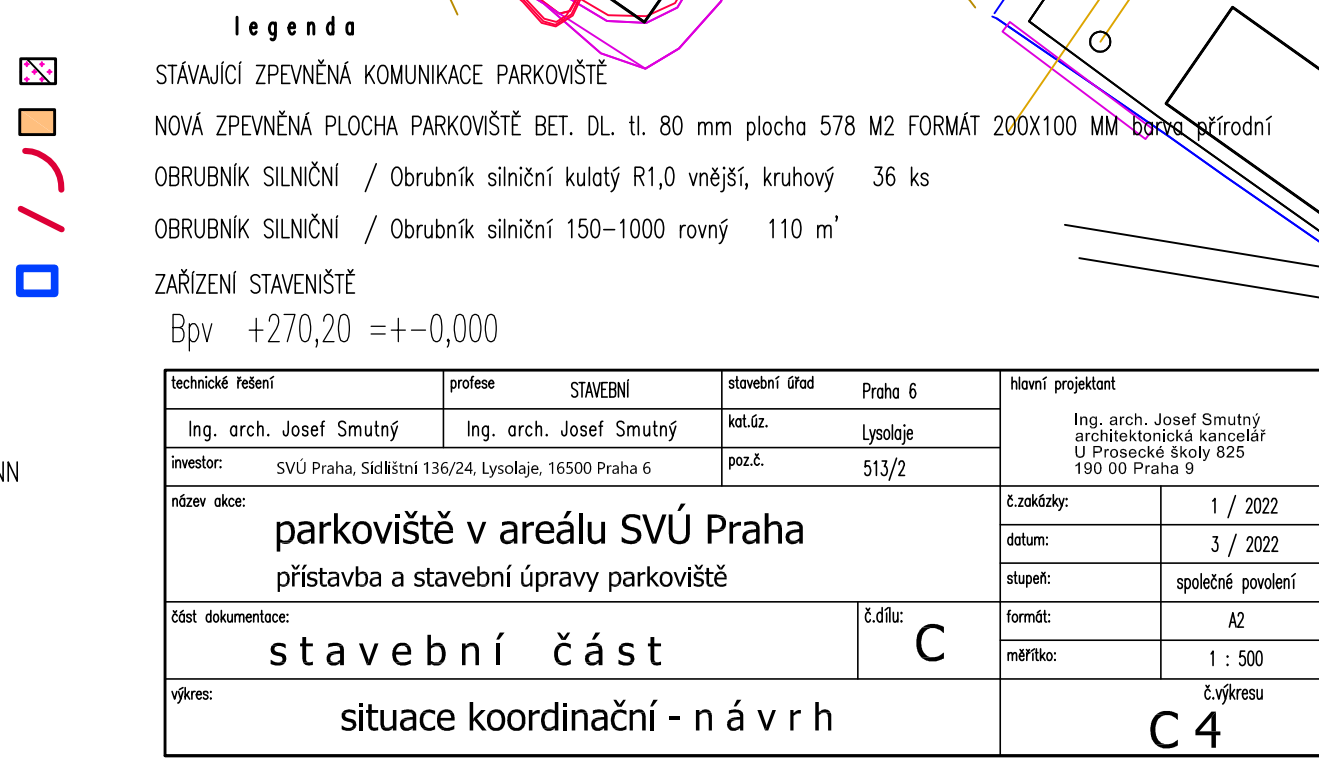 legenda
STÁVAJÍCÍ ZPEVNĚNÁ KOMUNIKACE PARKOVIŠTĚ
NOVÁ ZPEVNĚNÁ PLOCHA PARKOVIŠTĚ BET. DL. tl. 80 mm plocha 578 M2 FORMÁT 200X100 MM barva přírodní
OBRUBNÍK SILNIČNÍ / Obrubník silniční kulatý R1,0 vnější, kruhový 36 ks
OBRUBNÍK SILNIČNÍ / Obrubník silniční 150-1000 rovný 110 m'
ZAŘÍZENÍ STAVENIŠTĚ
Bpv +270,20 =+-0,000
technické řešení
Ing. arch. Josef Smutný
profese STAVEBNÍ
Ing. arch. Josef Smutný
stavební úřad Praha 6
kat.úz. Lysolaje
investor: SVÚ Praha, Sídlištní 136/24, Lysolaje, 16500 Praha 6
poz.č. 513/2
hlavní projektant
Ing. arch. Josef Smutný
architektonická kancelář
U Prosecké školy 825
190 00 Praha 9
název akce:
parkoviště v areálu SVÚ Praha
přístavba a stavební úpravy parkoviště
č.zakázky: 1 / 2022
datum: 3 / 2022
stupeň: společné povolení
část dokumentace:
stavební část
č.dílu: C
formát: A2
měřítko: 1 : 500
výkres:
situace koordinační - návrh
č.výkresu
C 4